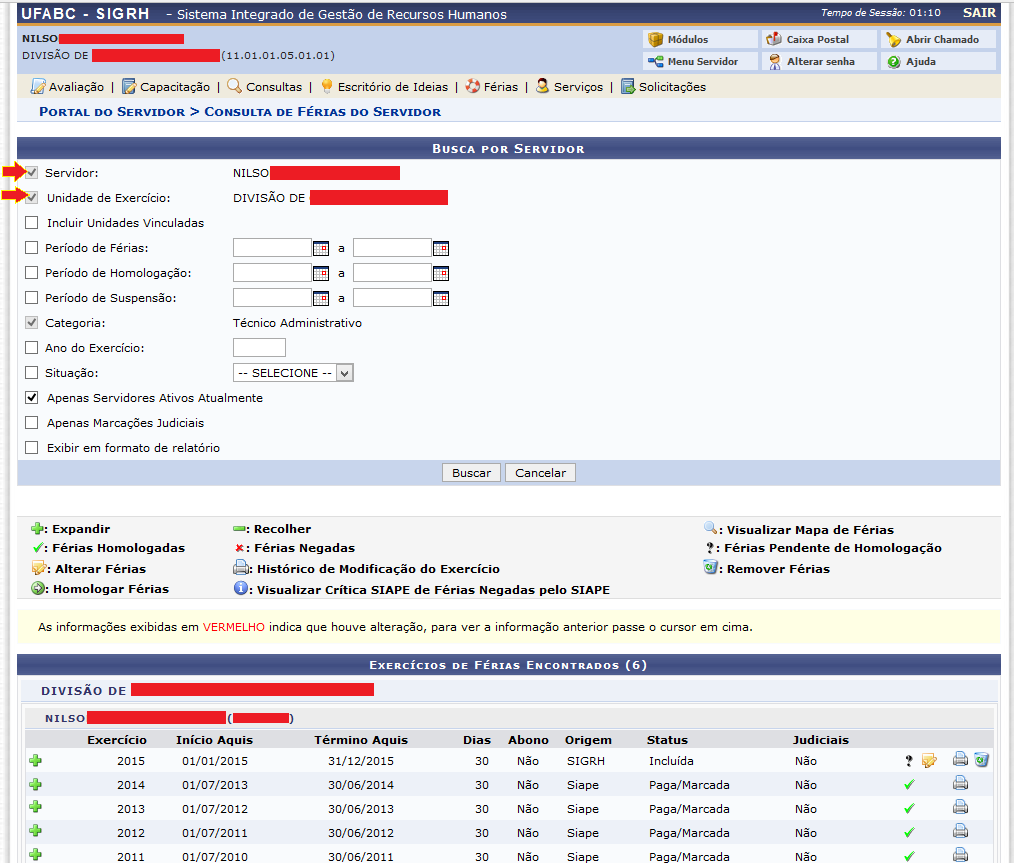 UFABC - SIGRH - Sistema Integrado de Gestão de Recursos Humanos Tempo de Sessão: 01:10 SAIR
NILSO
DIVISÃO DE (11.01.01.05.01.01)
Módulos Caixa Postal Abrir Chamado
Menu Servidor Alterar senha Ajuda
Avaliação | Capacitação | Consultas | Escritório de Ideias | Férias | Serviços | Solicitações
Portal do Servidor > Consulta de Férias do Servidor
Busca por Servidor
Servidor: NILSO
Unidade de Exercício: DIVISÃO DE
Incluir Unidades Vinculadas
Período de Férias: a
Período de Homologação: a
Período de Suspensão: a
Categoria: Técnico Administrativo
Ano do Exercício:
Situação: -- SELECIONE --
Apenas Servidores Ativos Atualmente
Apenas Marcações Judiciais
Exibir em formato de relatório
Buscar Cancelar
: Expandir : Recolher : Visualizar Mapa de Férias
: Férias Homologadas : Férias Negadas : Férias Pendente de Homologação
: Alterar Férias : Histórico de Modificação do Exercício : Remover Férias
: Homologar Férias : Visualizar Crítica SIAPE de Férias Negadas pelo SIAPE
As informações exibidas em VERMELHO indica que houve alteração, para ver a informação anterior passe o cursor em cima.
Exercícios de Férias Encontrados (6)
DIVISÃO DE
NILSO ( )
Exercício Início Aquis Término Aquis Dias Abono Origem Status Judiciais
2015 01/01/2015 31/12/2015 30 Não SIGRH Incluída Não
2014 01/07/2013 30/06/2014 30 Não Siape Paga/Marcada Não
2013 01/07/2012 30/06/2013 30 Não Siape Paga/Marcada Não
2012 01/07/2011 30/06/2012 30 Não Siape Paga/Marcada Não
2011 01/07/2010 30/06/2011 30 Não Siape Paga/Marcada Não